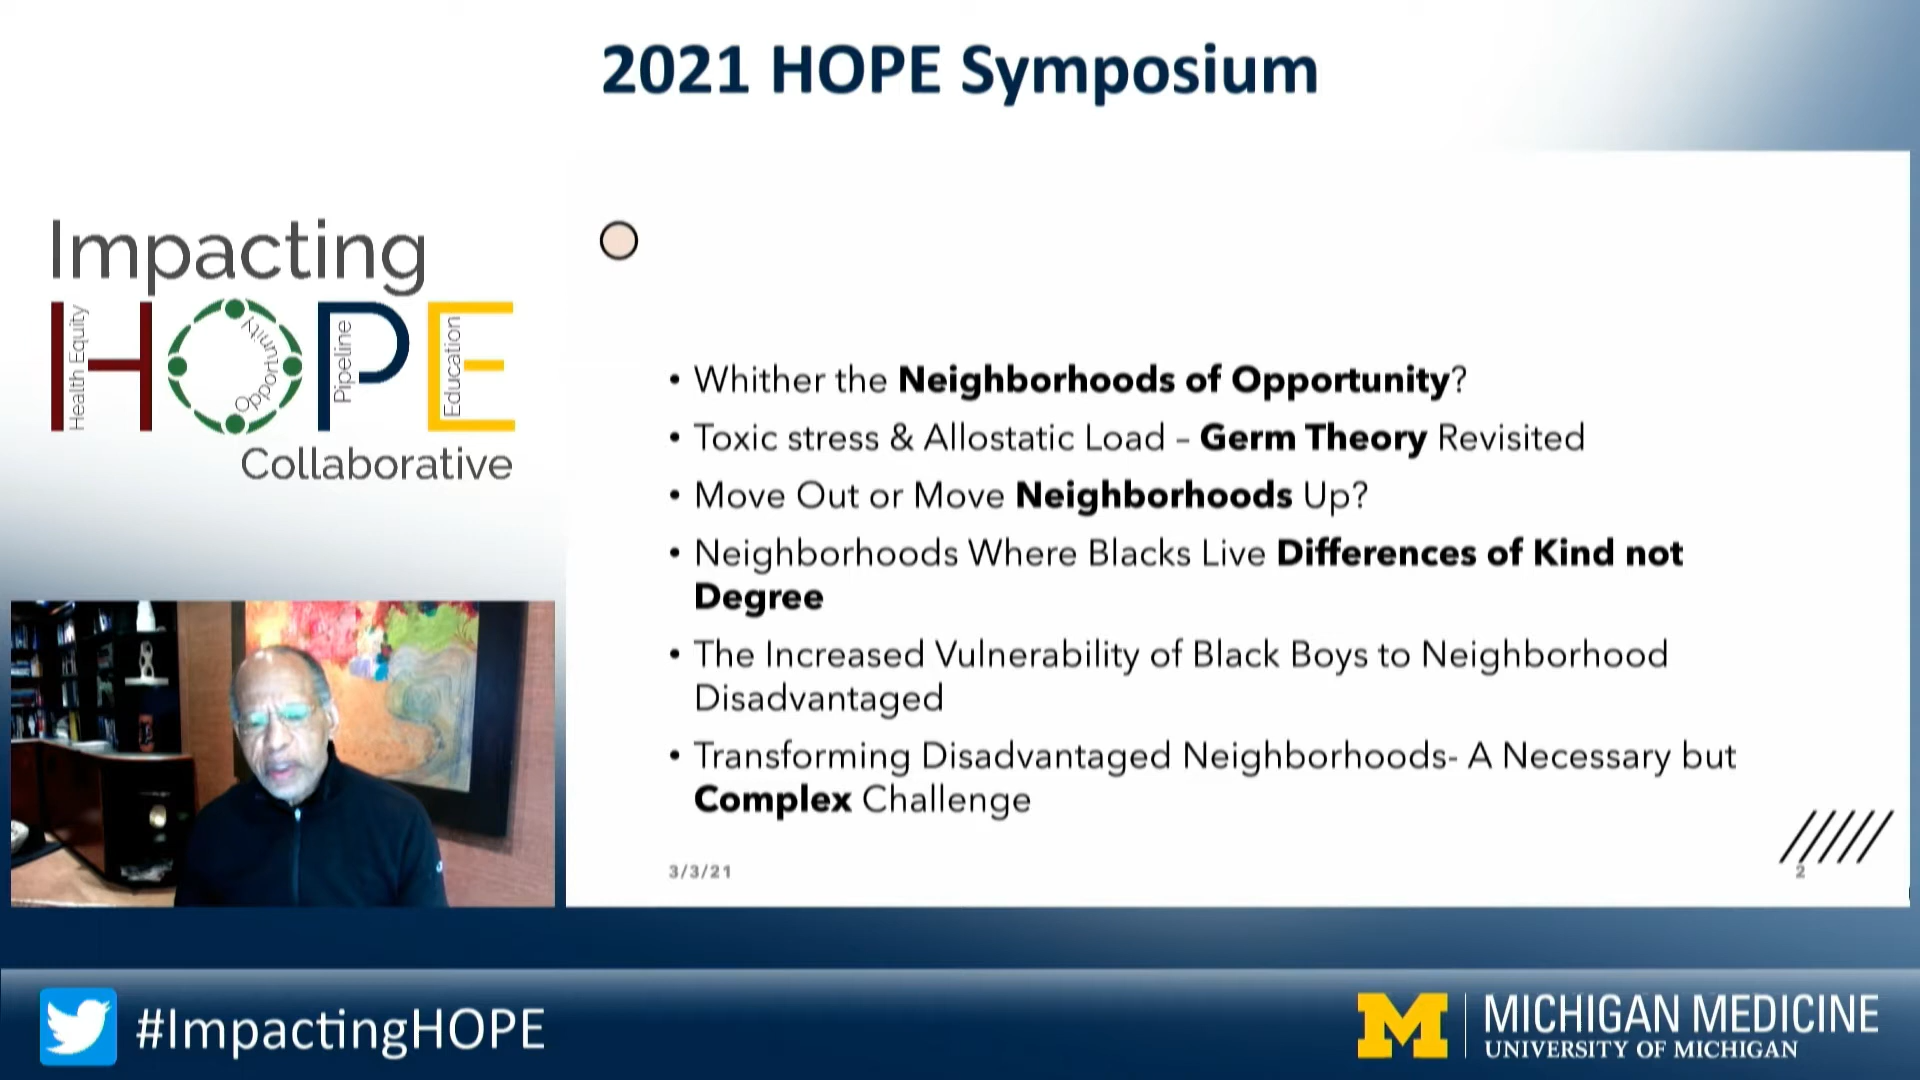 2021 HOPE Symposium
Impacting
HOPE
Health Equity
Opportunity
Pipeline
Education
Collaborative
• Whither the Neighborhoods of Opportunity?
• Toxic stress & Allostatic Load – Germ Theory Revisited
• Move Out or Move Neighborhoods Up?
• Neighborhoods Where Blacks Live Differences of Kind not
Degree
• The Increased Vulnerability of Black Boys to Neighborhood
Disadvantaged
• Transforming Disadvantaged Neighborhoods- A Necessary but
Complex Challenge
3/3/21
2
#ImpactingHOPE
M
MICHIGAN MEDICINE
UNIVERSITY OF MICHIGAN